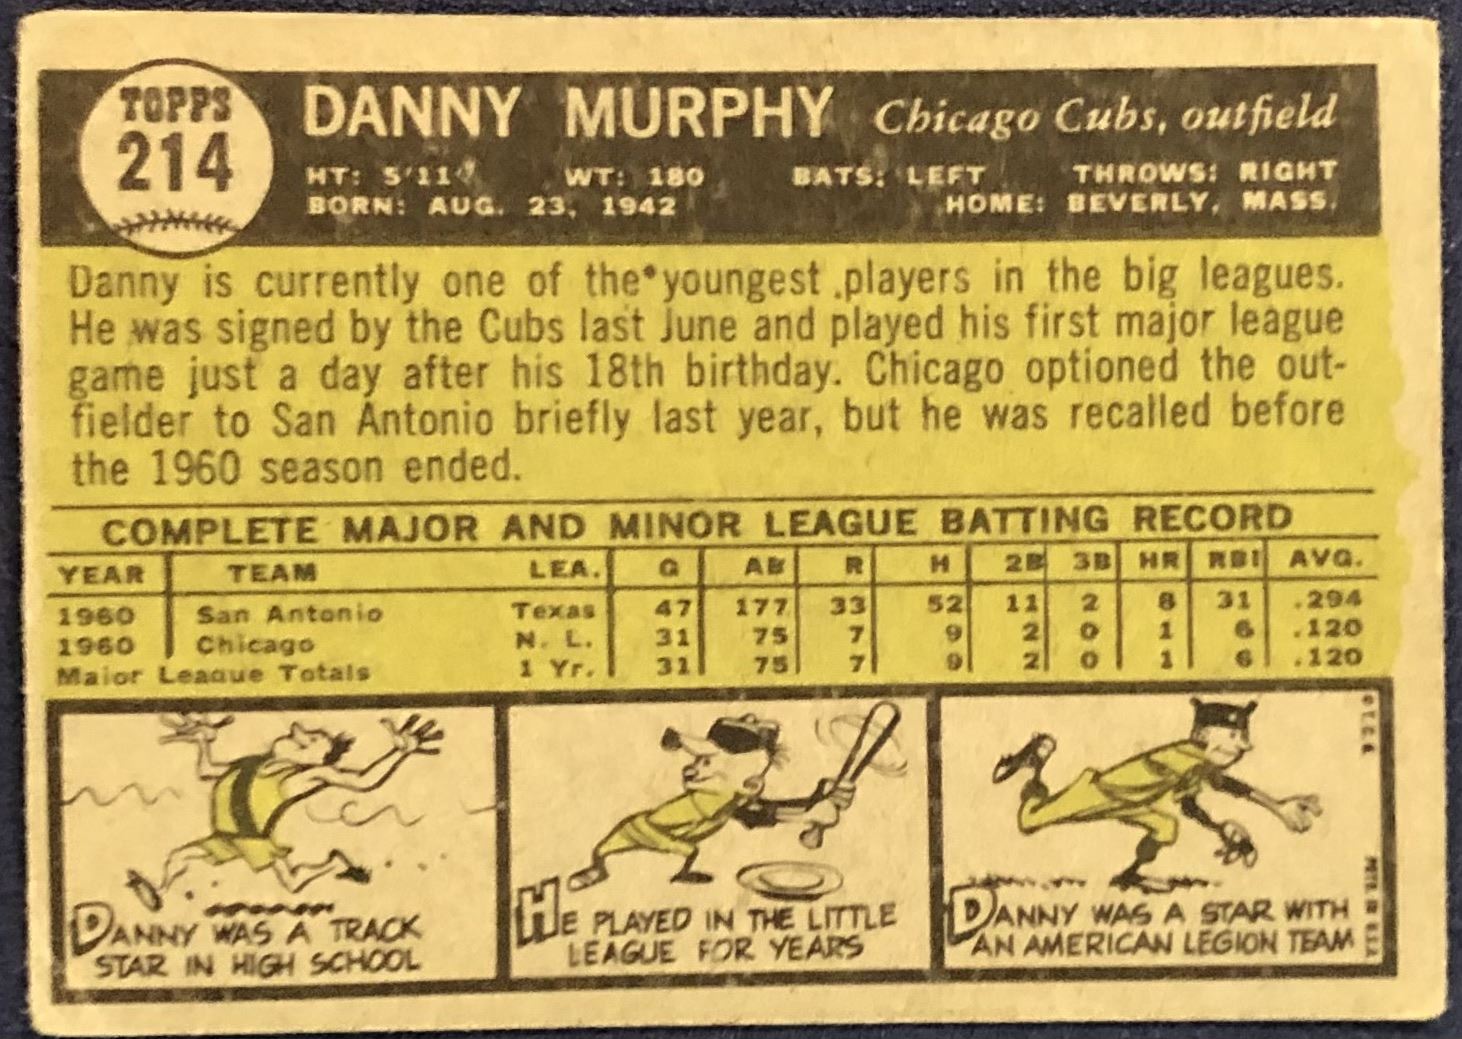 TOPPS
214
DANNY MURPHY Chicago Cubs, outfield
HT: 5'11" WT: 180 BATS: LEFT THROWS: RIGHT
BORN: AUG. 23, 1942 HOME: BEVERLY, MASS.
Danny is currently one of the youngest players in the big leagues.
He was signed by the Cubs last June and played his first major league
game just a day after his 18th birthday. Chicago optioned the out-
fielder to San Antonio briefly last year, but he was recalled before
the 1960 season ended.
COMPLETE MAJOR AND MINOR LEAGUE BATTING RECORD
YEAR TEAM LEA. G AB R H 2B 3B HR RBI AVG.
1960 San Antonio Texas 47 177 33 52 11 2 8 31 .294
1960 Chicago N. L. 31 75 7 9 2 0 1 6 .120
Major League Totals 1 Yr. 31 75 7 9 2 0 1 6 .120
DANNY WAS A TRACK
STAR IN HIGH SCHOOL
HE PLAYED IN THE LITTLE
LEAGUE FOR YEARS
DANNY WAS A STAR WITH
AN AMERICAN LEGION TEAM